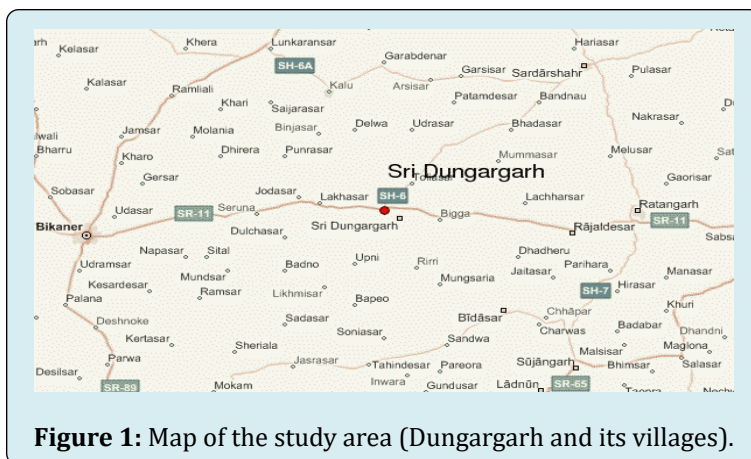 Khera
Lunkaransar
Hariasar
Kelasar
Garabdenar
SH-6A
Garsisar
Sardārshahr
Pulasar
Kalasar
Ramliali
Kalu
Arsisar
Khari
Saijarasar
Patamdesar
Bandnau
Nakrasar
Jamsar
Molania
Binjasar
Delwa
Udrasar
Bhadasar
Bharru
Kharo
Dhirera
Punrasar
Mummasar
Melusar
Sri Dungargarh
Gersar
Toliasar
Gaorisar
Sobasar
Jodasar
Lakhasar
SH-6
Lachharsar
Ratangarh
Udasar
SR-11
Seruna
Bigga
SR-11
Bikaner
Sri Dungargarh
Rājaldesar
Dulchasar
Napasar
Sital
Upni
Dhadheru
Udramsar
Mundsar
Badno
Rirri
Jaitasar
Parihara
Manasar
Kesardesar
Ramsar
Likhmisar
Mungsaria
SH-7
Hirasar
Palana
Bapeo
Khuri
Deshnoke
Sadasar
Bīdāsar
Chhāpar
Charwas
Badabar
Dhandni
Kertasar
Soniasar
Sheriala
Sandwa
Malsisar
Maglona
Parwa
Jasrasar
Tahindesar
Pareora
Sūjāngarh
Bhimsar
Salasar
Desilsar
Inwara
SR-89
Mokam
Gundusar
Lādnūn
SR-65
Figure 1: Map of the study area (Dungargarh and its villages).